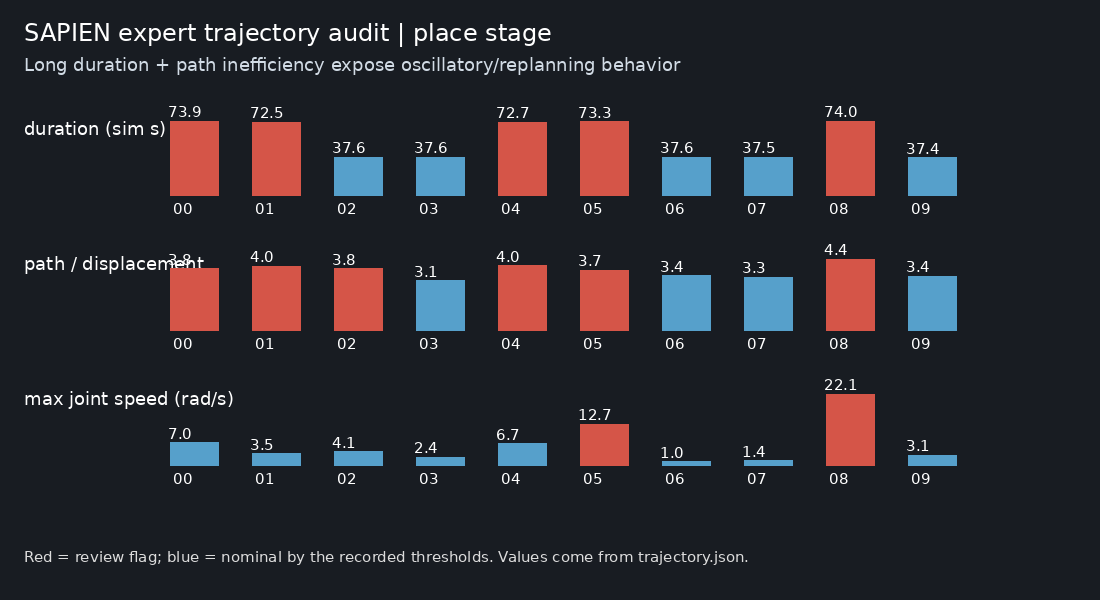 SAPIEN expert trajectory audit | place stage
Long duration + path inefficiency expose oscillatory/replanning behavior
duration (sim s)
73.9 72.5 37.6 37.6 72.7 73.3 37.6 37.5 74.0 37.4
00 01 02 03 04 05 06 07 08 09
path / displacement
3.8 4.0 3.8 3.1 4.0 3.7 3.4 3.3 4.4 3.4
00 01 02 03 04 05 06 07 08 09
max joint speed (rad/s)
7.0 3.5 4.1 2.4 6.7 12.7 1.0 1.4 22.1 3.1
00 01 02 03 04 05 06 07 08 09
Red = review flag; blue = nominal by the recorded thresholds. Values come from trajectory.json.